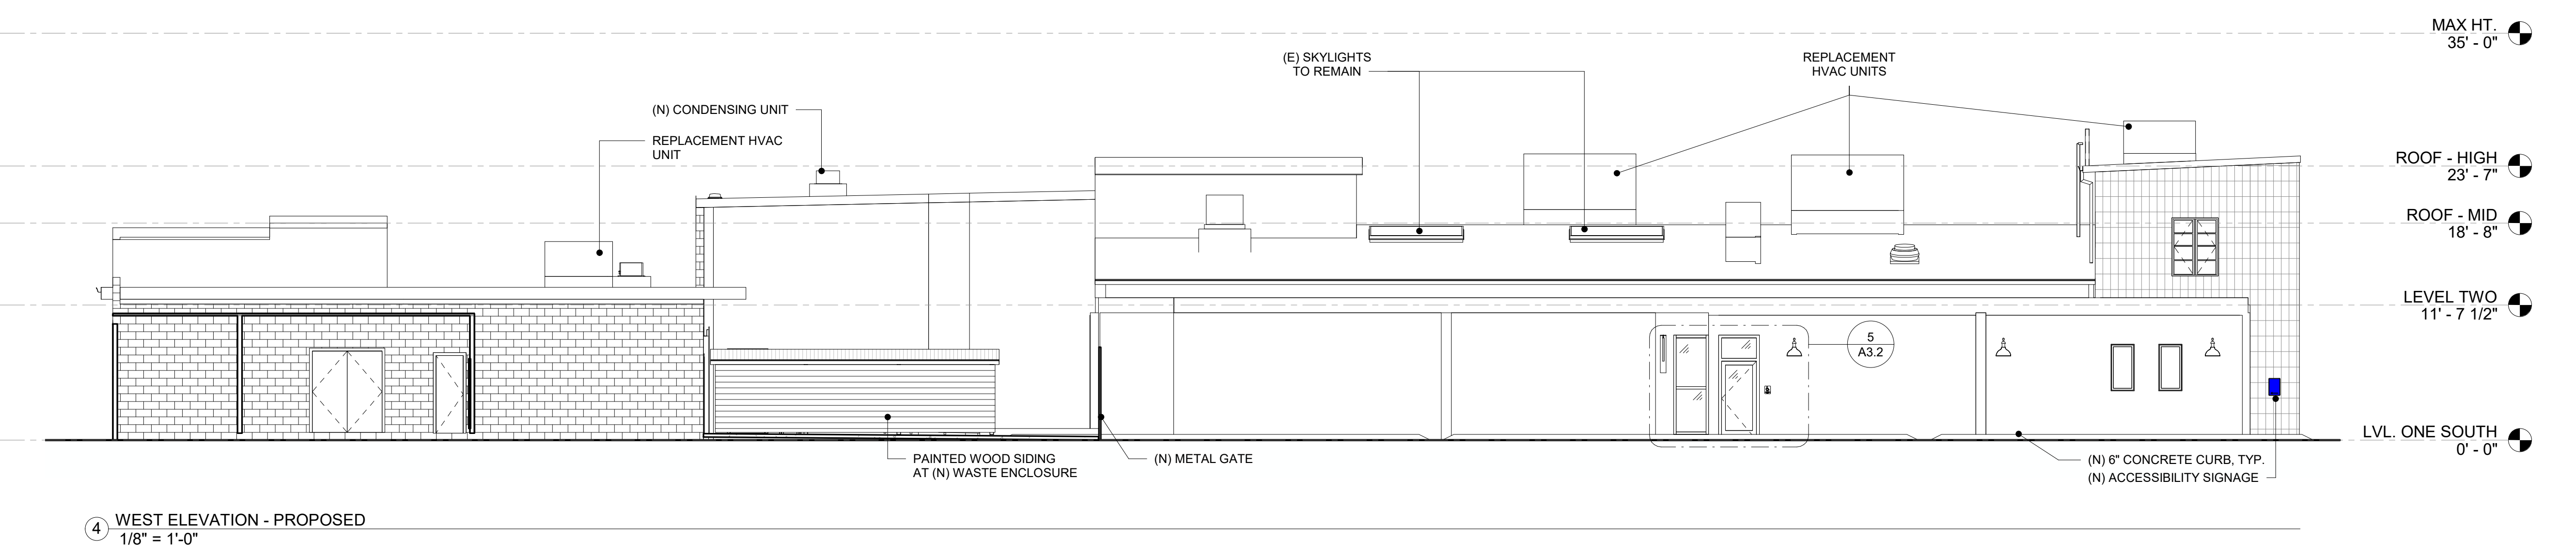 MAX HT.
35' - 0"
(E) SKYLIGHTS
TO REMAIN
REPLACEMENT
HVAC UNITS
(N) CONDENSING UNIT
REPLACEMENT HVAC
UNIT
ROOF - HIGH
23' - 7"
ROOF - MID
18' - 8"
LEVEL TWO
11' - 7 1/2"
5
A3.2
LVL. ONE SOUTH
0' - 0"
PAINTED WOOD SIDING
AT (N) WASTE ENCLOSURE
(N) METAL GATE
(N) 6" CONCRETE CURB, TYP.
(N) ACCESSIBILITY SIGNAGE
4
WEST ELEVATION - PROPOSED
1/8" = 1'-0"